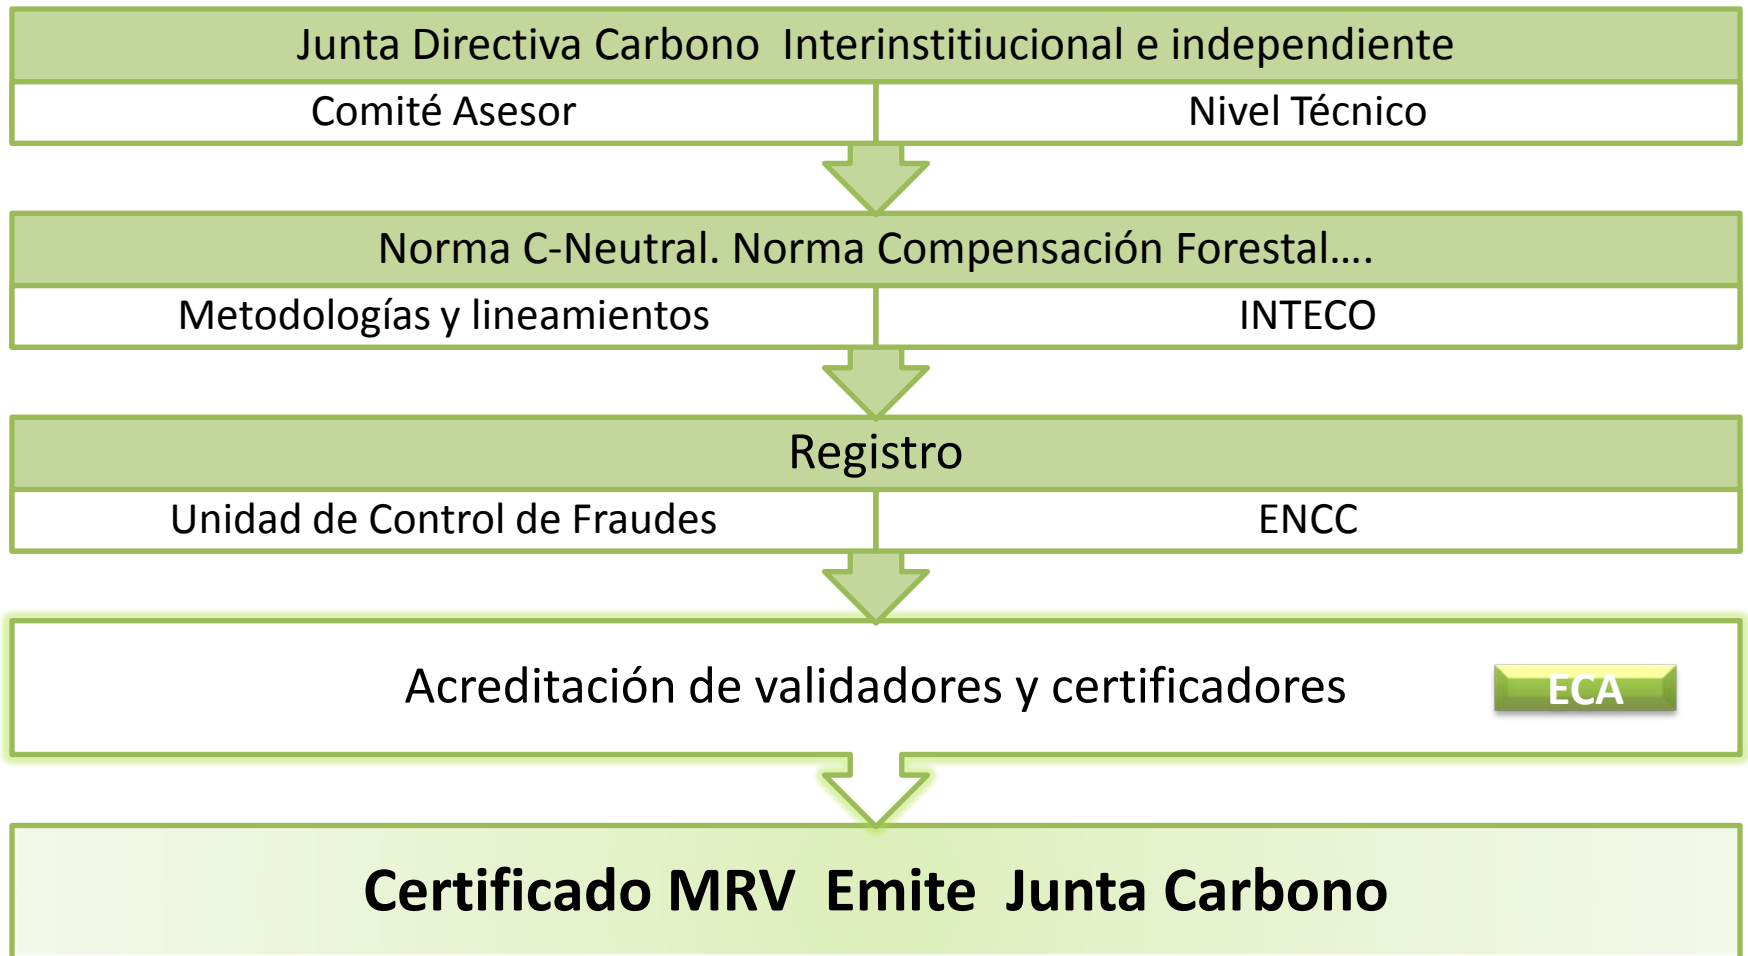 Junta Directiva Carbono  Interinstitiucional e independiente
Comité Asesor
Nivel Técnico
Norma C-Neutral. Norma Compensación Forestal….
Metodologías y lineamientos
INTECO
Registro
Unidad de Control de Fraudes
ENCC
Acreditación de validadores y certificadores
ECA
Certificado MRV  Emite  Junta Carbono